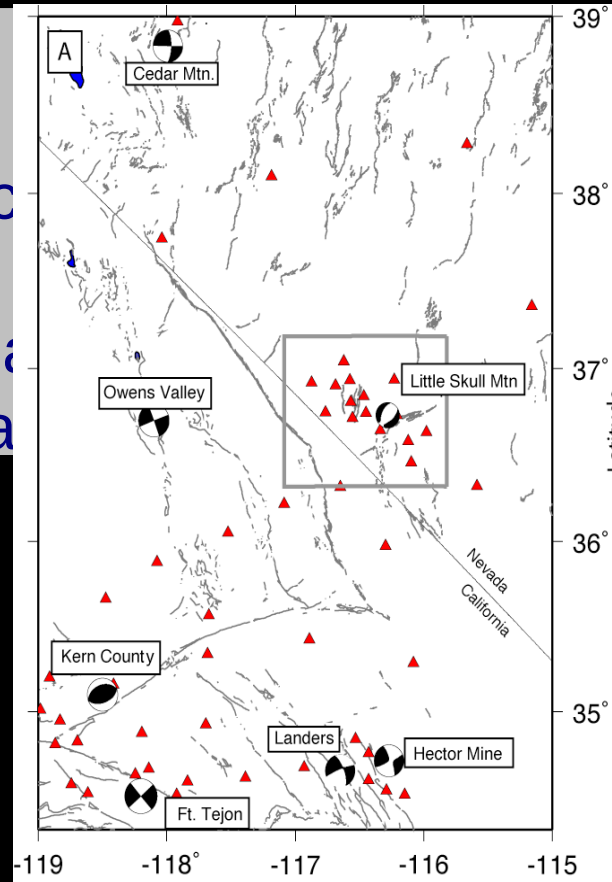 A
39°
Cedar Mtn.
38°
37°
Little Skull Mtn
Owens Valley
36°
Nevada
California
Kern County
35°
Landers
Hector Mine
Ft. Tejon
-119
-118°
-117
-116
-115